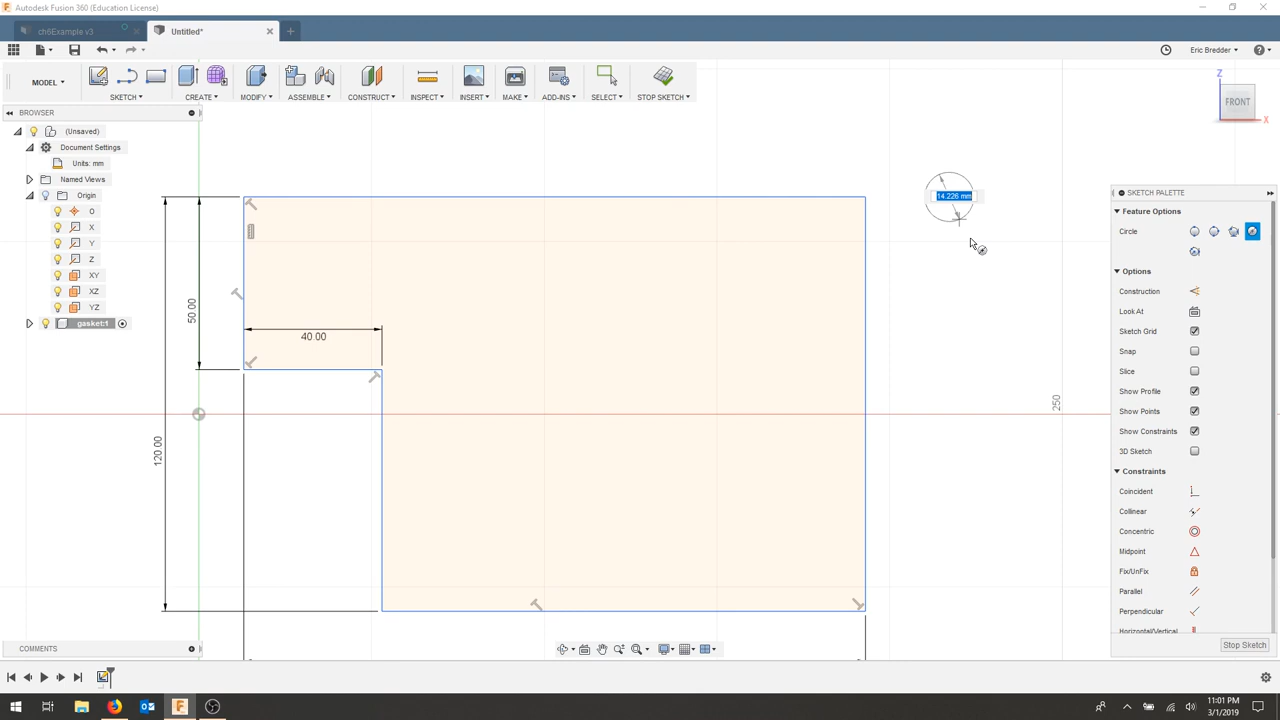 Autodesk Fusion 360 (Education License)
ch6Example v3
Untitled*
Eric Bredder
MODEL
SKETCH
CREATE
MODIFY
ASSEMBLE
CONSTRUCT
INSPECT
INSERT
MAKE
ADD-INS
SELECT
STOP SKETCH
Z
FRONT
X
BROWSER
(Unsaved)
Document Settings
Units: mm
Named Views
Origin
O
X
Y
Z
XY
XZ
YZ
gasket:1
50.00
40.00
120.00
14.226 mm
250
SKETCH PALETTE
Feature Options
Circle
Options
Construction
Look At
Sketch Grid
Snap
Slice
Show Profile
Show Points
Show Constraints
3D Sketch
Constraints
Coincident
Collinear
Concentric
Midpoint
Fix/UnFix
Parallel
Perpendicular
Horizontal/Vertical
Stop Sketch
COMMENTS
11:01 PM
3/1/2019